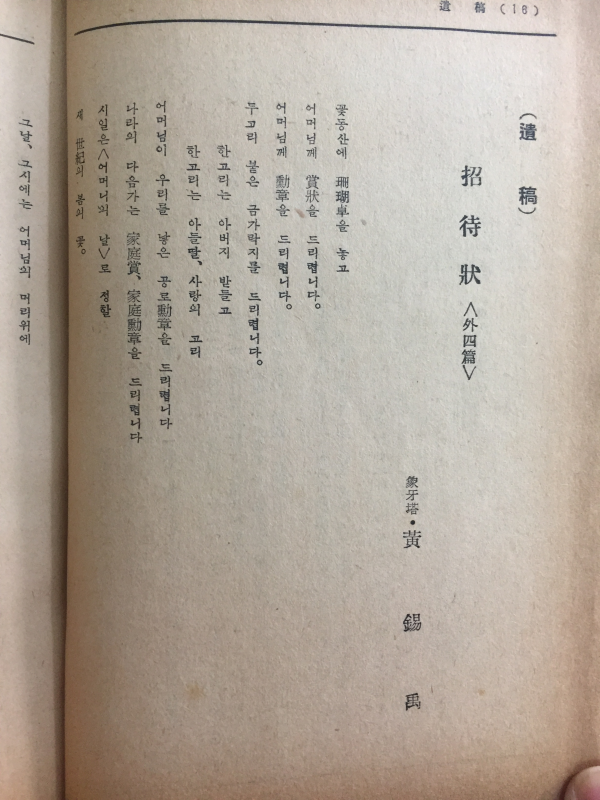 遺 稿 (16)
(遺 稿)
招待狀 <外四篇>
象牙塔・黃 錫 禹
꽃동산에 珊瑚卓을 놓고
어머님께 賞狀을 드리렵니다.
어머님께 勳章을 드리렵니다.
두고리 붙은 금가락지를 드리렵니다.
한고리는 아버지 받들고
한고리는 아들딸、사랑의 고리
어머님이 우리를 낳은 공로勳章을 드리렵니다
나라의 다음가는 家庭賞、家庭勳章을 드리렵니다
시일은<어머니의 날>로 정할
새 世紀의 봄의 꽃。
그날、그시에는 어머님의 머리위에